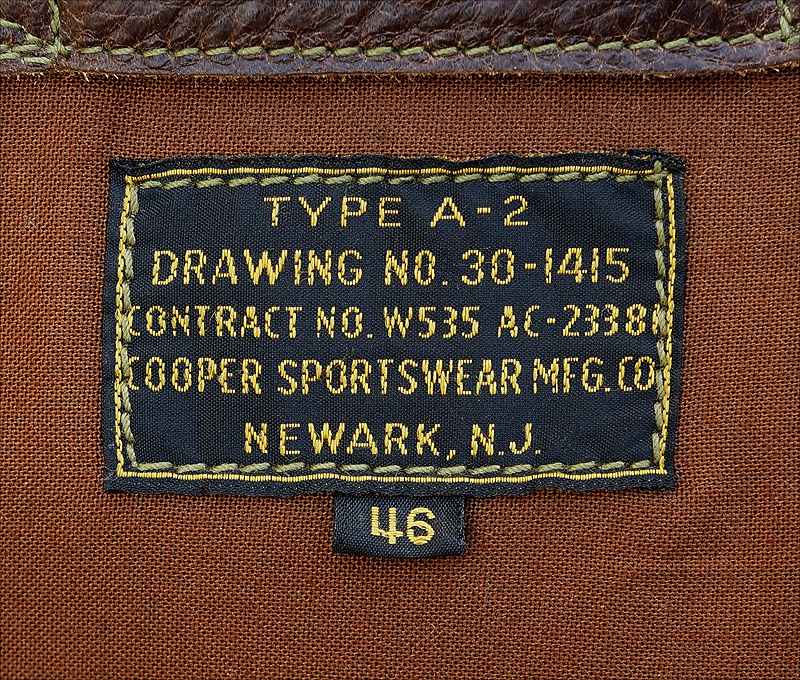 TYPE A-2
DRAWING NO. 30-1415
CONTRACT NO. W535 AC-23381
COOPER SPORTSWEAR MFG. CO
NEWARK, N.J.
46